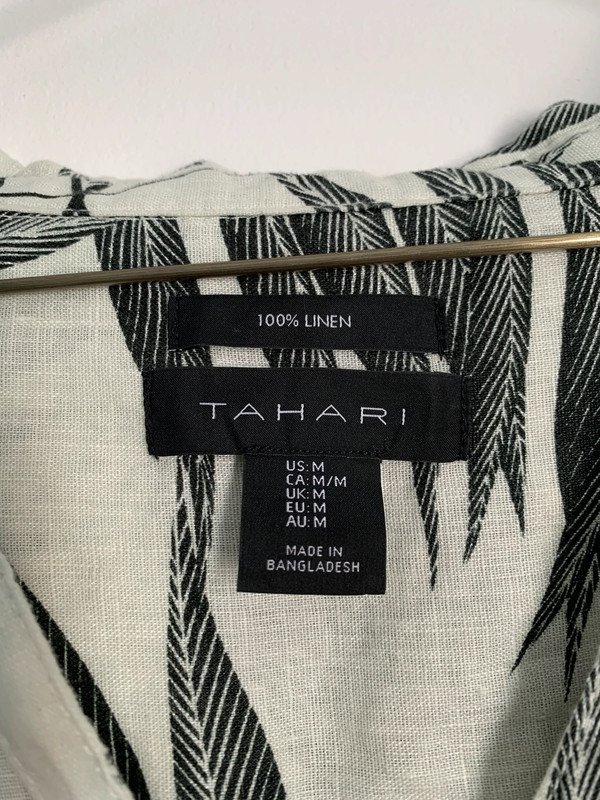 100% LINEN
TAHARI
US: M
CA: M/M
UK: M
EU: M
AU: M
MADE IN
BANGLADESH